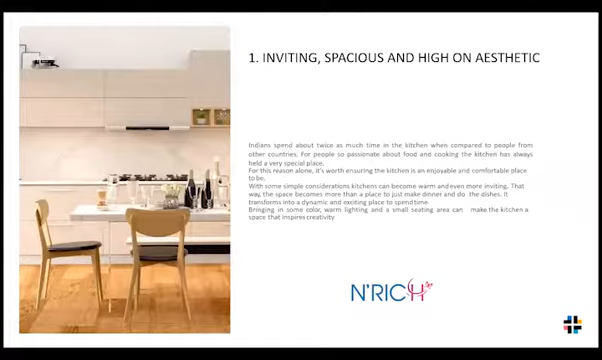 1. INVITING, SPACIOUS AND HIGH ON AESTHETIC
Indians spend about twice as much time in the kitchen when compared to people from
other countries. For people so passionate about food and cooking the kitchen has always
held a very special place.
For this reason alone, it's worth ensuring the kitchen is an enjoyable and comfortable place
to be.
With some simple considerations kitchens can become warm and even more inviting. That
way, the space becomes more than a place to just make dinner and do the dishes. It
transforms into a dynamic and exciting place to spend time.
Bringing in some color, warm lighting and a small seating area can make the kitchen a
space that inspires creativity
N'RICH